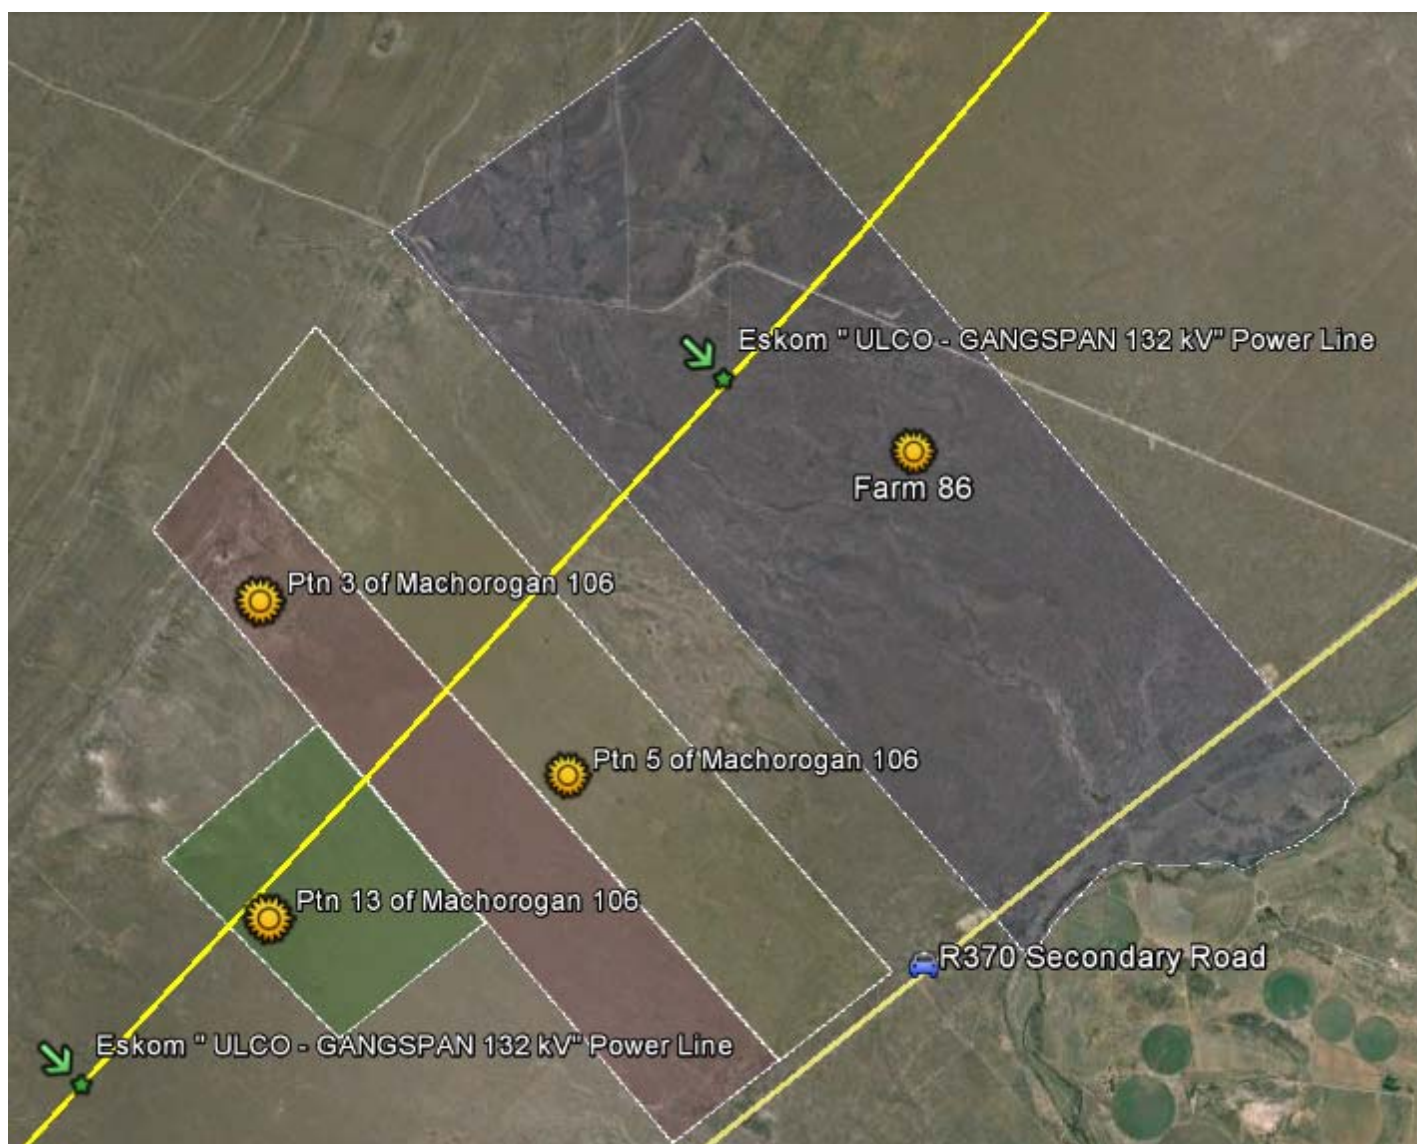 Eskom " ULCO - GANGSPAN 132 kV" Power Line
Farm 86
Ptn 3 of Machorogan 106
Ptn 5 of Machorogan 106
Ptn 13 of Machorogan 106
R370 Secondary Road
Eskom " ULCO - GANGSPAN 132 kV" Power Line